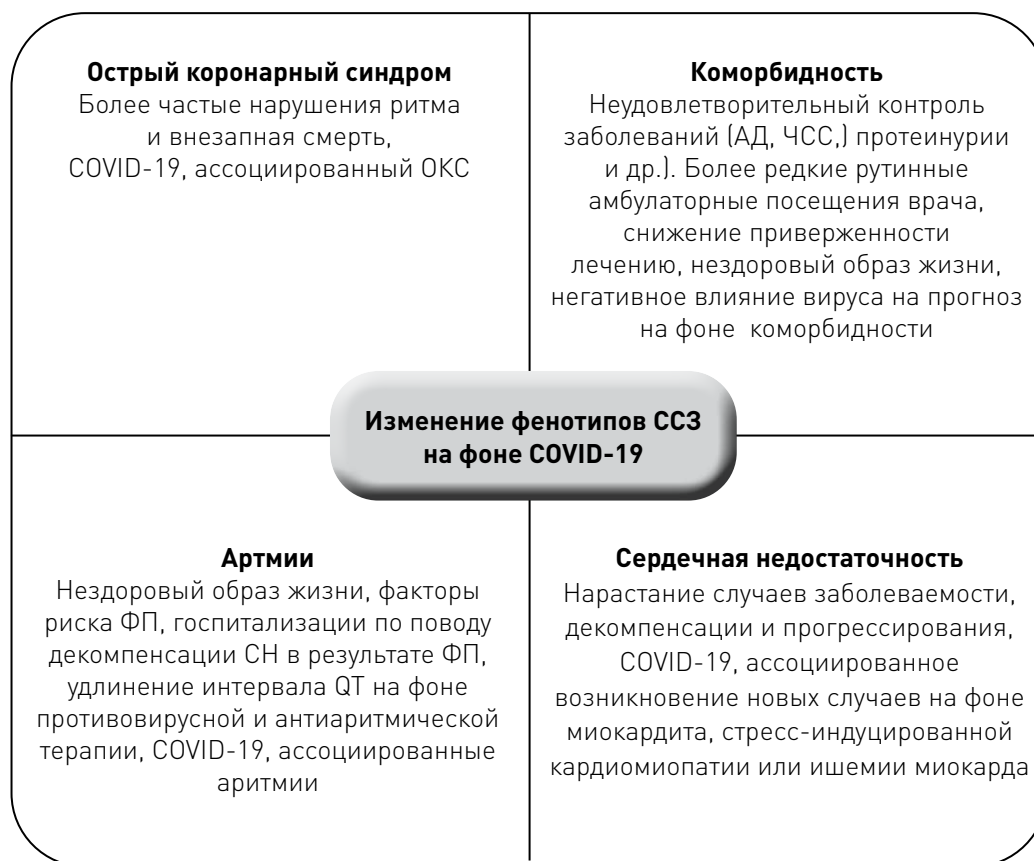 Острый коронарный синдром
Более частые нарушения ритма
и внезапная смерть,
COVID-19, ассоциированный ОКС
Коморбидность
Неудовлетворительный контроль
заболеваний (АД, ЧСС,) протеинурии
и др.). Более редкие рутинные
амбулаторные посещения врача,
снижение приверженности
лечению, нездоровый образ жизни,
негативное влияние вируса на прогноз
на фоне коморбидности
Изменение фенотипов ССЗ
на фоне COVID-19
Артмии
Нездоровый образ жизни, факторы
риска ФП, госпитализации по поводу
декомпенсации СН в результате ФП,
удлинение интервала QT на фоне
противовирусной и антиаритмической
терапии, COVID-19, ассоциированные
аритмии
Сердечная недостаточность
Нарастание случаев заболеваемости,
декомпенсации и прогрессирования,
COVID-19, ассоциированное
возникновение новых случаев на фоне
миокардита, стресс-индуцированной
кардиомиопатии или ишемии миокарда